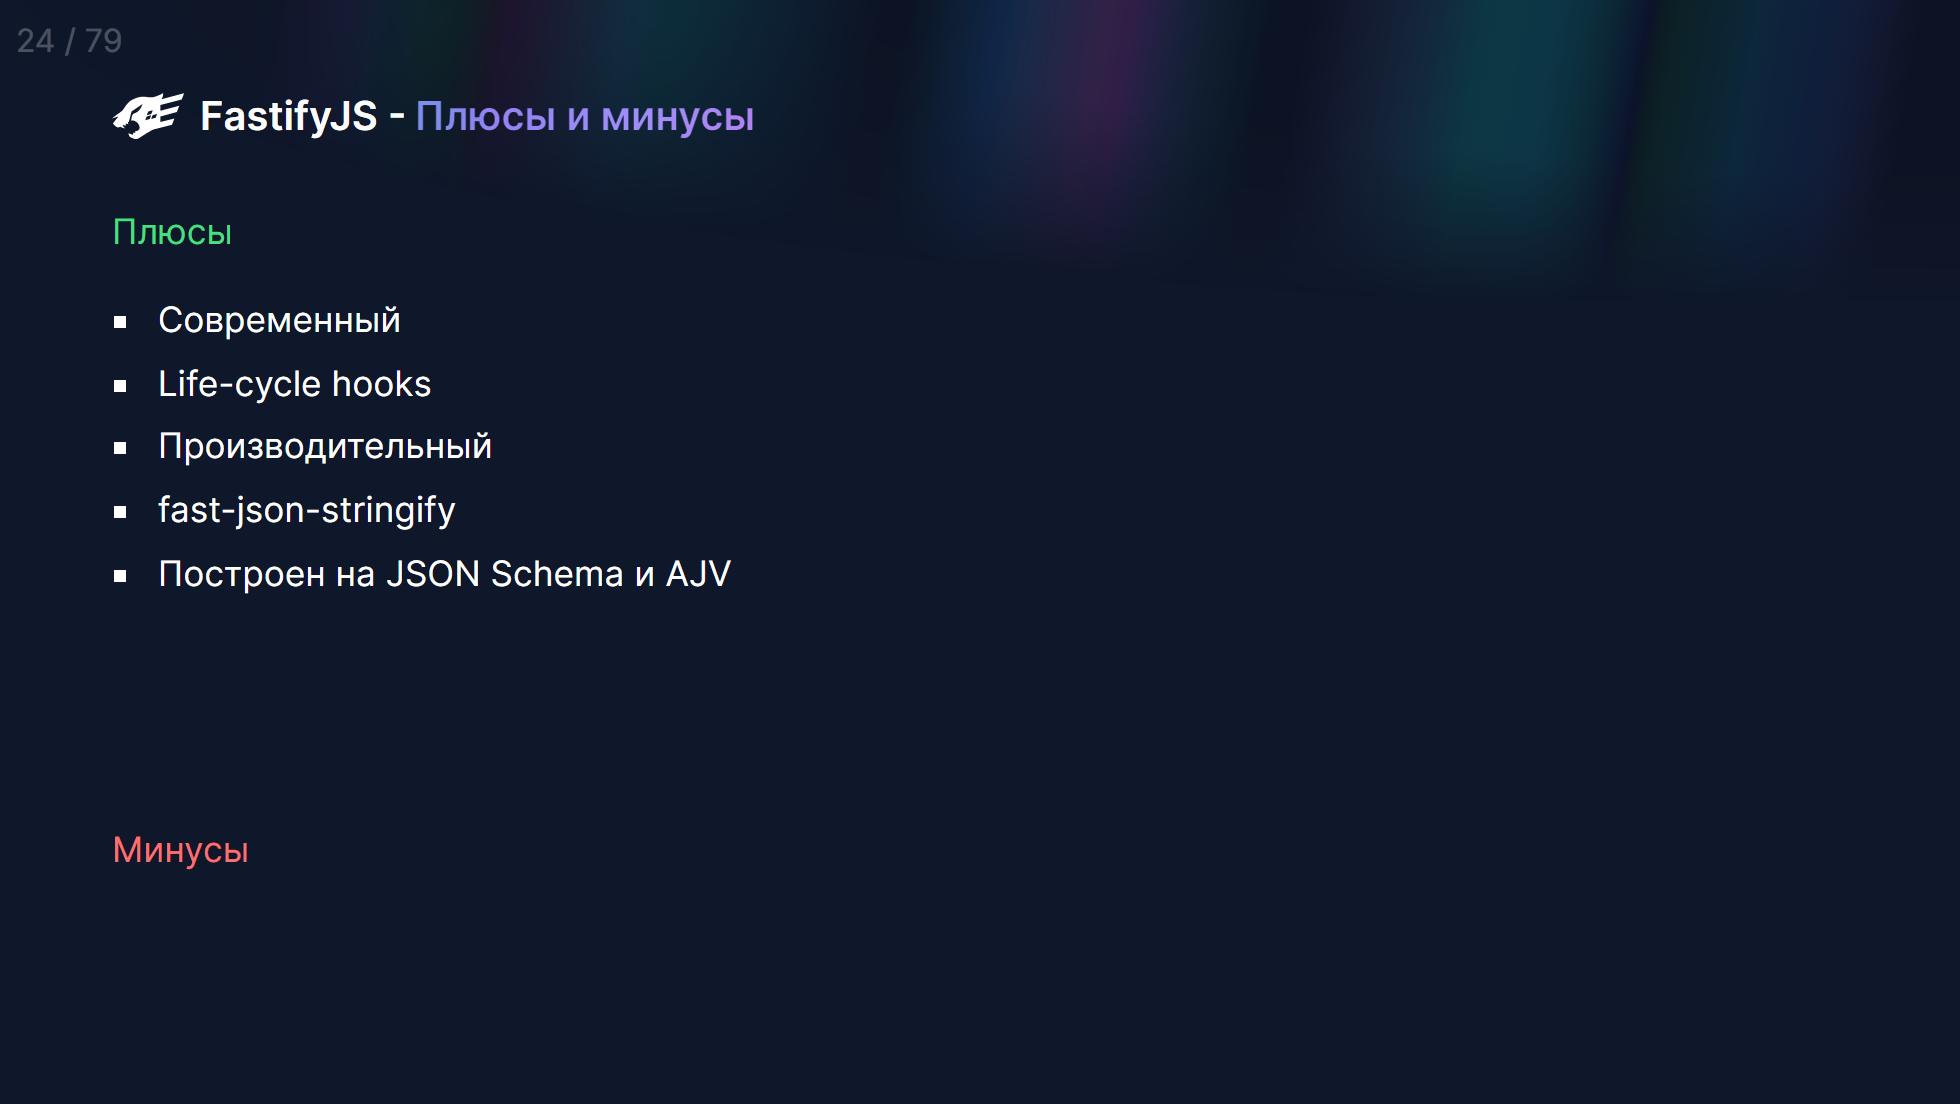 24 / 79
FastifyJS - Плюсы и минусы
Плюсы
Современный
Life-cycle hooks
Производительный
fast-json-stringify
Построен на JSON Schema и AJV
Минусы